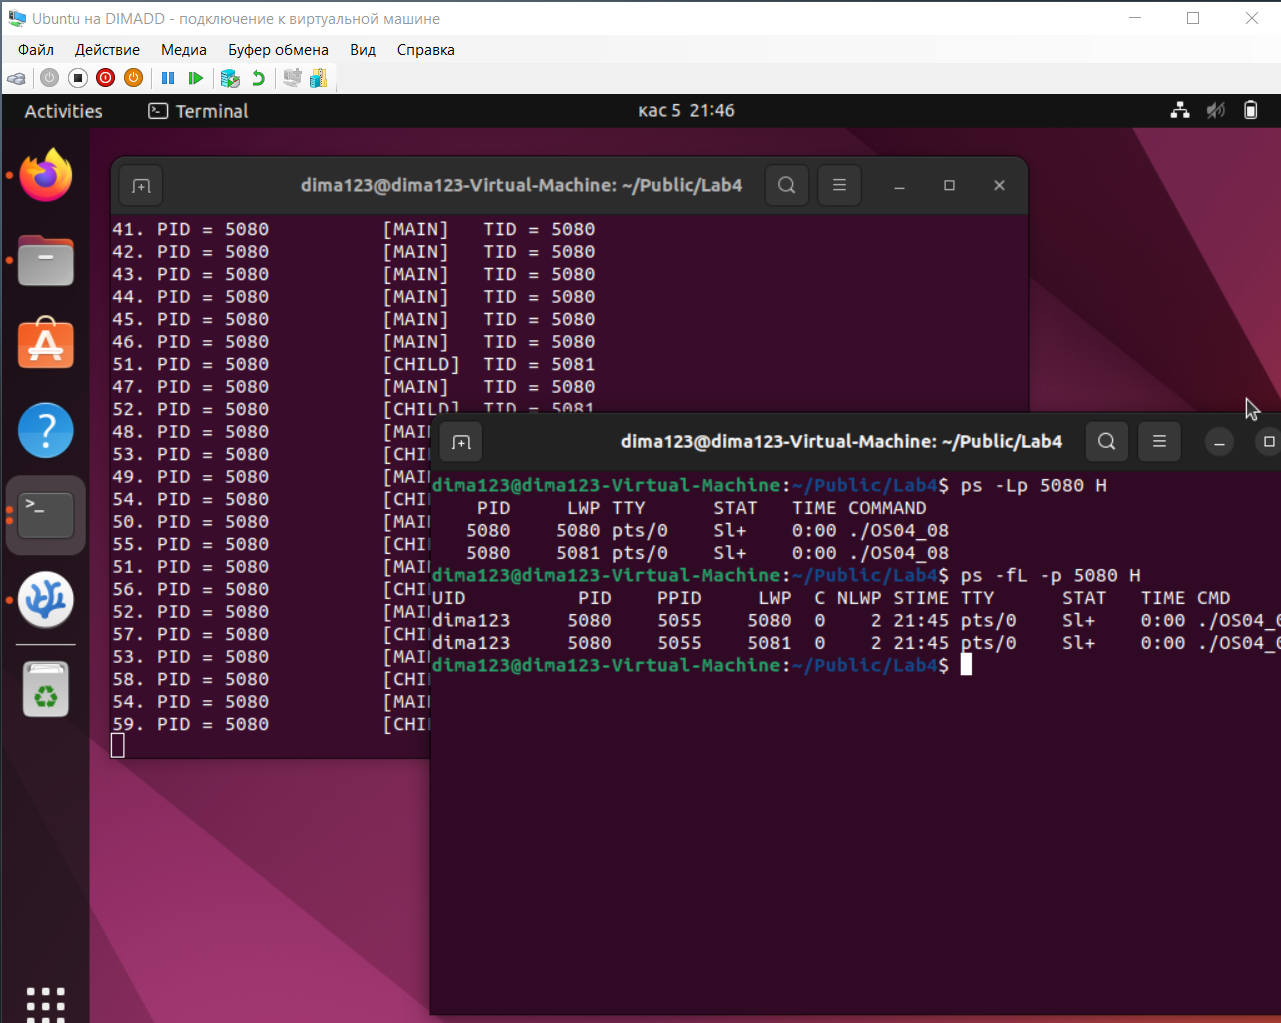 Ubuntu на DIMADD - подключение к виртуальной машине
Файл Действие Медиа Буфер обмена Вид Справка
Activities Terminal кас 5 21:46
dima123@dima123-Virtual-Machine: ~/Public/Lab4
41. PID = 5080 [MAIN] TID = 5080
42. PID = 5080 [MAIN] TID = 5080
43. PID = 5080 [MAIN] TID = 5080
44. PID = 5080 [MAIN] TID = 5080
45. PID = 5080 [MAIN] TID = 5080
46. PID = 5080 [MAIN] TID = 5080
51. PID = 5080 [CHILD] TID = 5081
47. PID = 5080 [MAIN] TID = 5080
52. PID = 5080 [CHILD] TID = 5081
48. PID = 5080 [MAI
53. PID = 5080 [CHI
49. PID = 5080 [MAI
54. PID = 5080 [CHI
50. PID = 5080 [MAI
55. PID = 5080 [CHI
51. PID = 5080 [MAI
56. PID = 5080 [CHI
52. PID = 5080 [MAI
57. PID = 5080 [CHI
53. PID = 5080 [MAI
58. PID = 5080 [CHI
54. PID = 5080 [MAI
59. PID = 5080 [CHI
dima123@dima123-Virtual-Machine: ~/Public/Lab4
dima123@dima123-Virtual-Machine:~/Public/Lab4$ ps -Lp 5080 H
PID LWP TTY STAT TIME COMMAND
5080 5080 pts/0 Sl+ 0:00 ./OS04_08
5080 5081 pts/0 Sl+ 0:00 ./OS04_08
dima123@dima123-Virtual-Machine:~/Public/Lab4$ ps -fL -p 5080 H
UID PID PPID LWP C NLWP STIME TTY STAT TIME CMD
dima123 5080 5055 5080 0 2 21:45 pts/0 Sl+ 0:00 ./OS04_0
dima123 5080 5055 5081 0 2 21:45 pts/0 Sl+ 0:00 ./OS04_0
dima123@dima123-Virtual-Machine:~/Public/Lab4$